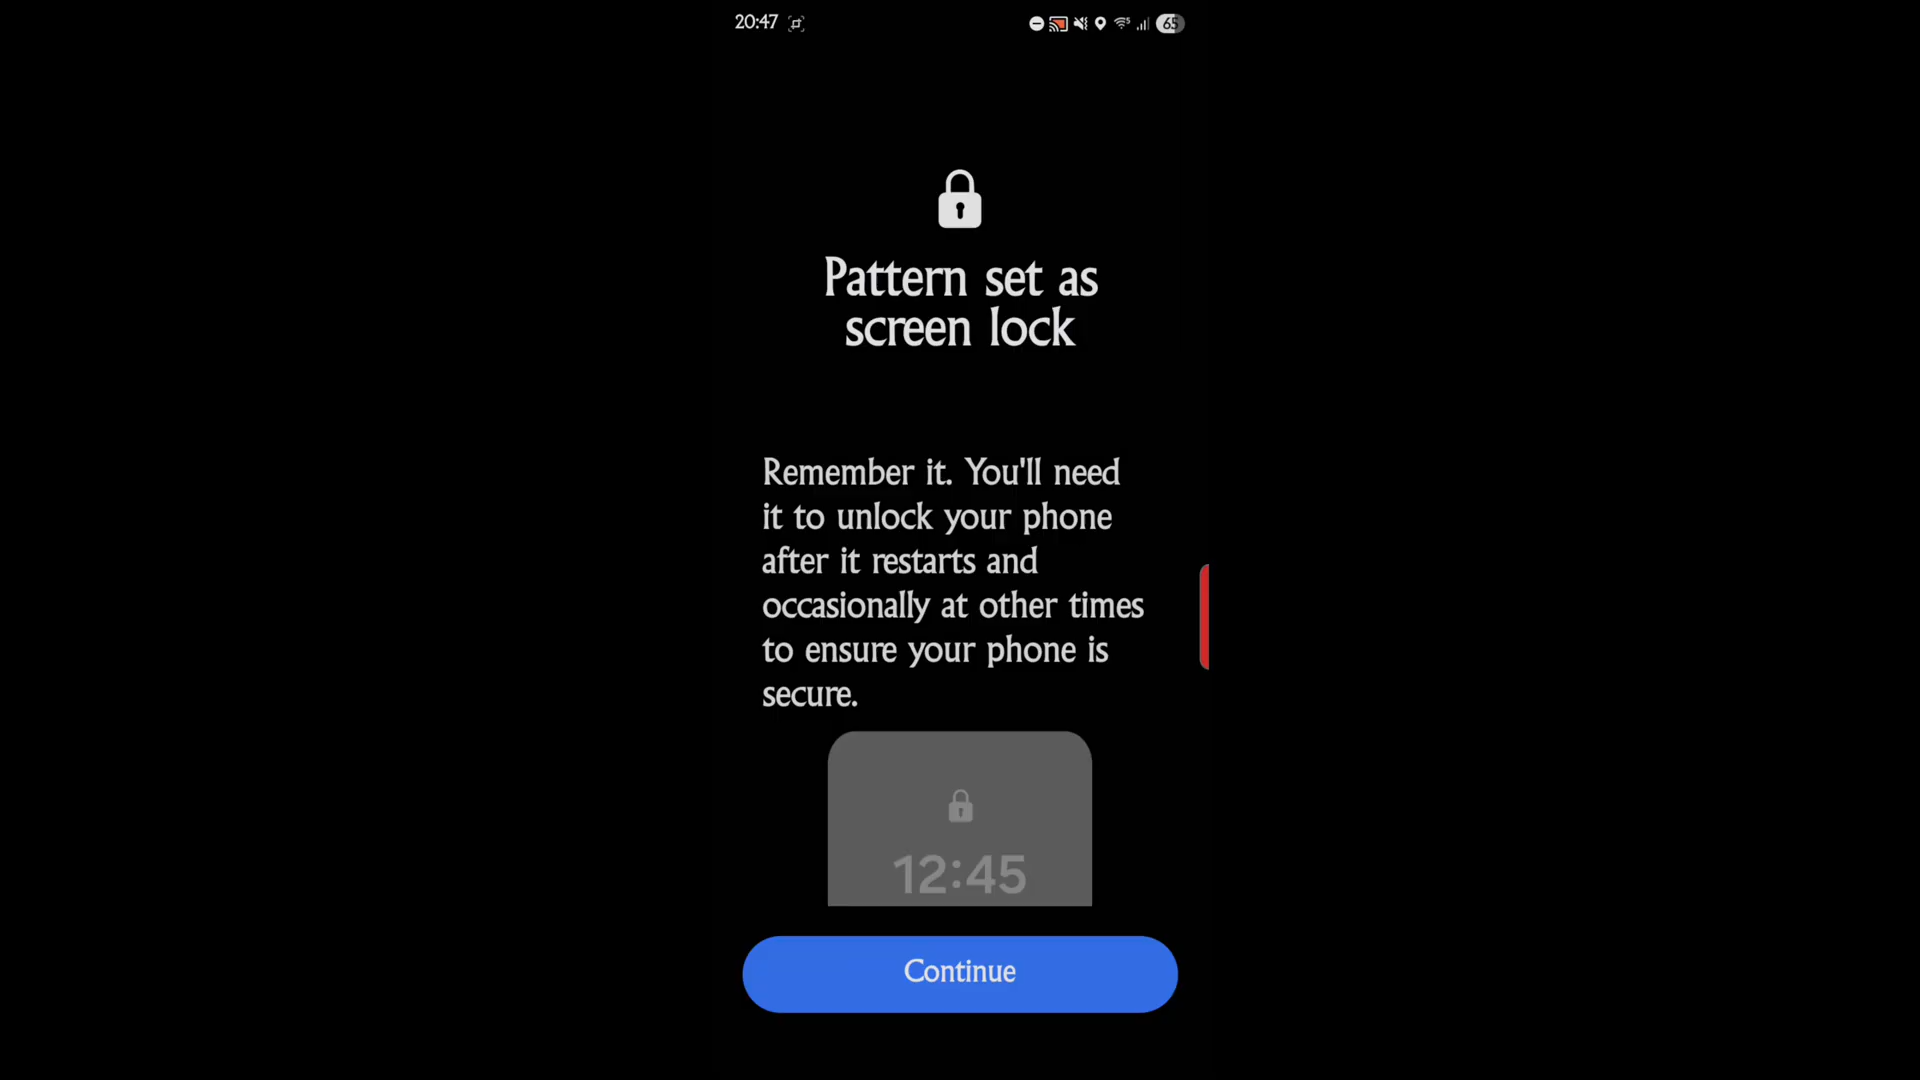 20:47
65
Pattern set as
screen lock
Remember it. You'll need
it to unlock your phone
after it restarts and
occasionally at other times
to ensure your phone is
secure.
12:45
Continue